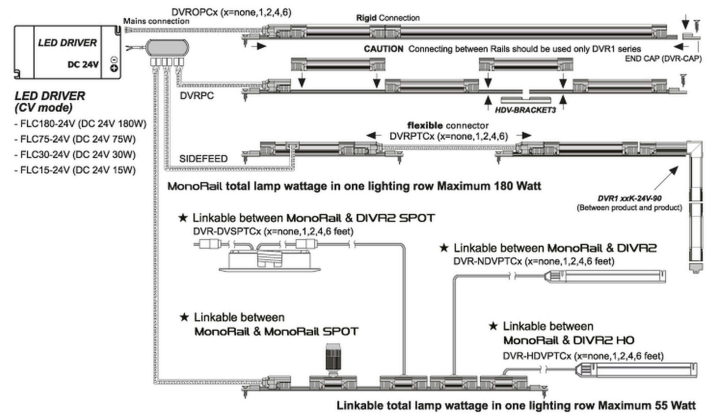 DVROPCx (x=none,1,2,4,6)
Mains connection
Rigid Connection
LED DRIVER
DC 24V
CAUTION Connecting between Rails should be used only DVR1 series
END CAP (DVR-CAP)
LED DRIVER
(CV mode)
- FLC180-24V (DC 24V 180W)
- FLC75-24V (DC 24V 75W)
- FLC30-24V (DC 24V 30W)
- FLC15-24V (DC 24V 15W)
DVRPC
HDV-BRACKET3
flexible connector
DVRPTCx (x=none,1,2,4,6)
SIDEFEED
MonoRail total lamp wattage in one lighting row Maximum 180 Watt
DVR1 xxK-24V-90
(Between product and product)
★ Linkable between MonoRail & DIVR2 SPOT
DVR-DVSPTCx (x=none,1,2,4,6 feet)
★ Linkable between MonoRail & DIVR2
DVR-NDVPTCx (x=none,1,2,4,6 feet)
★ Linkable between
MonoRail & MonoRail SPOT
★ Linkable between
MonoRail & DIVR2 HO
DVR-HDVPTCx (x=none,1,2,4,6 feet)
Linkable total lamp wattage in one lighting row Maximum 55 Watt